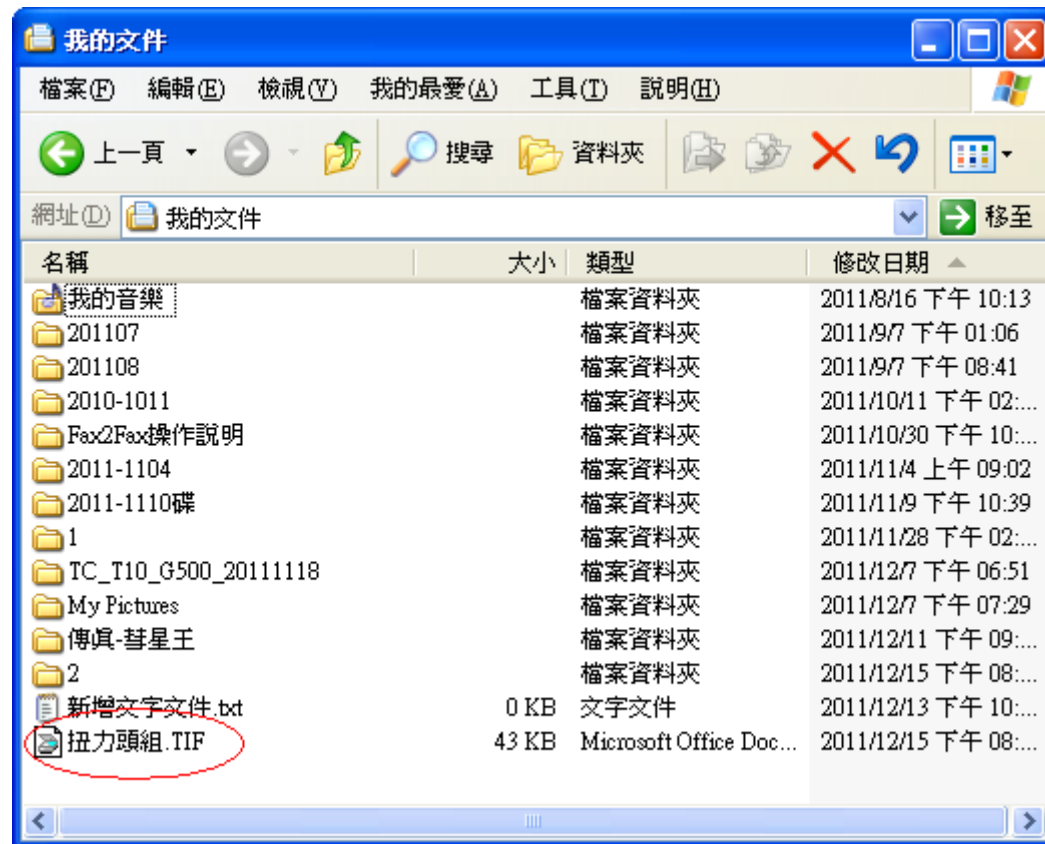 我的文件
檔案(F) 編輯(E) 檢視(V) 我的最愛(A) 工具(T) 說明(H)
上一頁 搜尋 資料夾
網址(D) 我的文件 移至
名稱 大小 類型 修改日期
我的音樂 檔案資料夾 2011/8/16 下午 10:13
201107 檔案資料夾 2011/9/7 下午 01:06
201108 檔案資料夾 2011/9/7 下午 08:41
2010-1011 檔案資料夾 2011/10/11 下午 02:...
Fax2Fax操作說明 檔案資料夾 2011/10/30 下午 10:...
2011-1104 檔案資料夾 2011/11/4 上午 09:02
2011-1110碟 檔案資料夾 2011/11/9 下午 10:39
1 檔案資料夾 2011/11/28 下午 02:...
TC_T10_G500_20111118 檔案資料夾 2011/12/7 下午 06:51
My Pictures 檔案資料夾 2011/12/7 下午 07:29
傳真-彗星王 檔案資料夾 2011/12/11 下午 09:...
2 檔案資料夾 2011/12/15 下午 08:...
新增文字文件.txt 0 KB 文字文件 2011/12/13 下午 10:...
扭力頭組.TIF 43 KB Microsoft Office Doc... 2011/12/15 下午 08:...